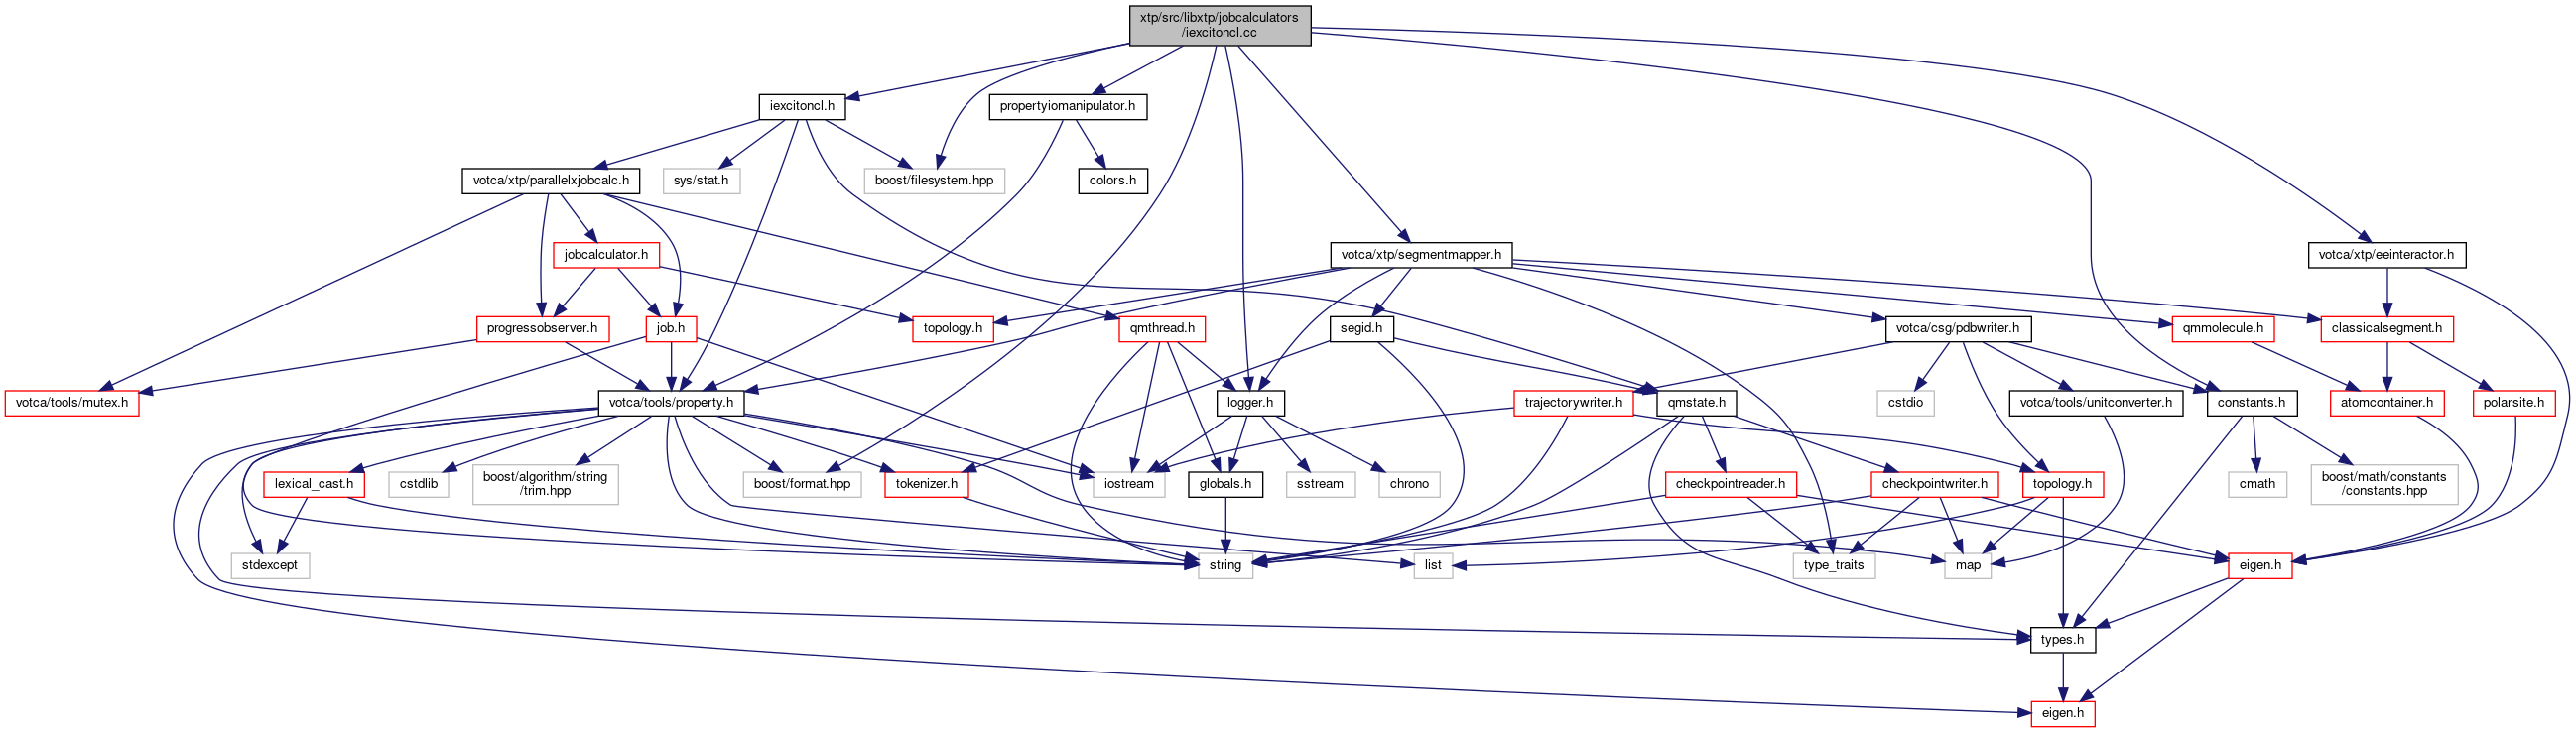 xtp/src/libxtp/jobcalculators
/iexcitoncl.cc
iexcitoncl.h
propertyiomanipulator.h
votca/xtp/parallelxjobcalc.h
sys/stat.h
boost/filesystem.hpp
colors.h
jobcalculator.h
votca/xtp/segmentmapper.h
votca/xtp/eeinteractor.h
progressobserver.h
job.h
topology.h
qmthread.h
segid.h
votca/csg/pdbwriter.h
qmmolecule.h
classicalsegment.h
votca/tools/mutex.h
votca/tools/property.h
logger.h
trajectorywriter.h
qmstate.h
cstdio
votca/tools/unitconverter.h
constants.h
atomcontainer.h
polarsite.h
lexical_cast.h
cstdlib
boost/algorithm/string
/trim.hpp
boost/format.hpp
tokenizer.h
iostream
globals.h
sstream
chrono
checkpointreader.h
checkpointwriter.h
topology.h
cmath
boost/math/constants
/constants.hpp
stdexcept
string
list
type_traits
map
eigen.h
types.h
eigen.h